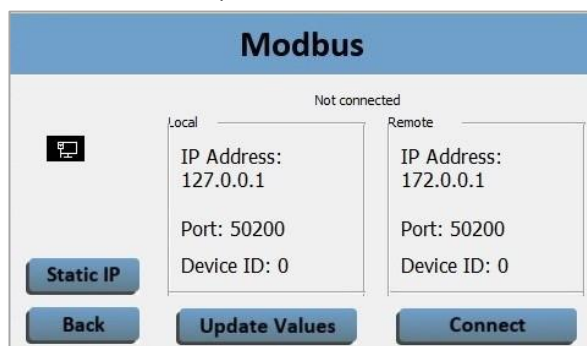 Modbus
Not connected
Local
IP Address:
127.0.0.1
Port: 50200
Device ID: 0
Remote
IP Address:
172.0.0.1
Port: 50200
Device ID: 0
Static IP
Back
Update Values
Connect